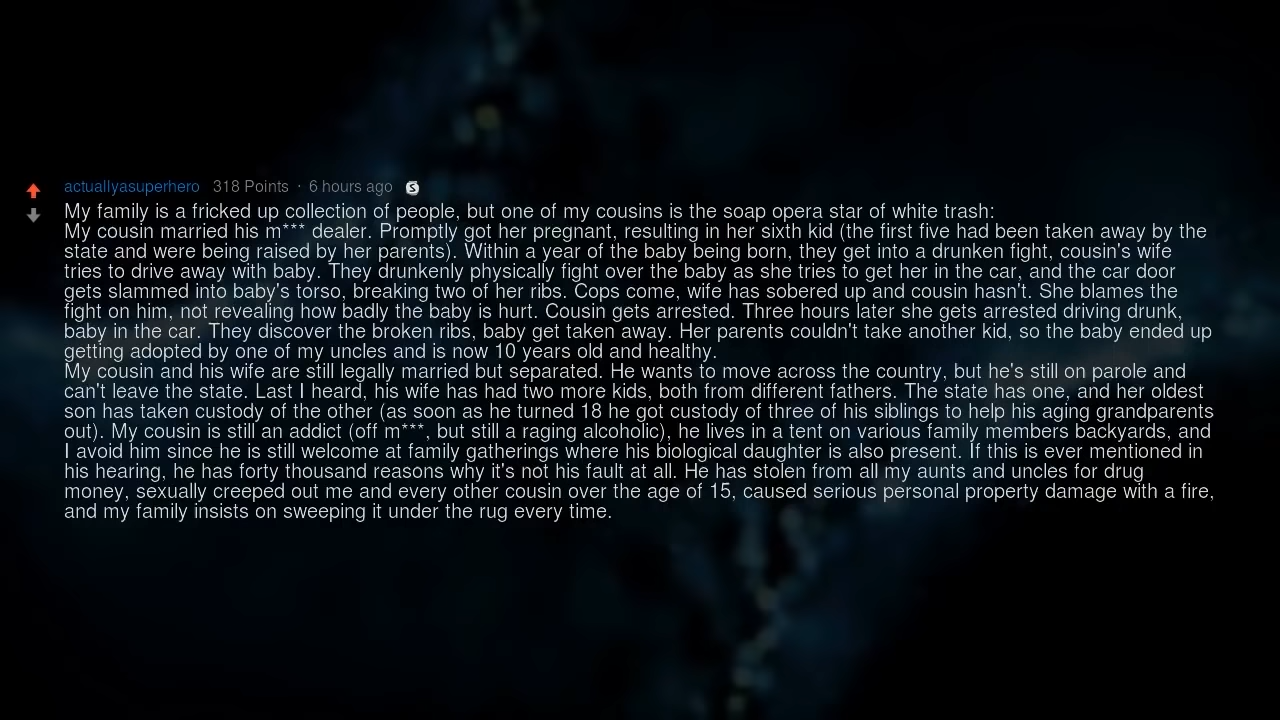 actuallyasuperhero 318 Points · 6 hours ago S
My family is a fricked up collection of people, but one of my cousins is the soap opera star of white trash:
My cousin married his m*** dealer. Promptly got her pregnant, resulting in her sixth kid (the first five had been taken away by the
state and were being raised by her parents). Within a year of the baby being born, they get into a drunken fight, cousin's wife
tries to drive away with baby. They drunkenly physically fight over the baby as she tries to get her in the car, and the car door
gets slammed into baby's torso, breaking two of her ribs. Cops come, wife has sobered up and cousin hasn't. She blames the
fight on him, not revealing how badly the baby is hurt. Cousin gets arrested. Three hours later she gets arrested driving drunk,
baby in the car. They discover the broken ribs, baby get taken away. Her parents couldn't take another kid, so the baby ended up
getting adopted by one of my uncles and is now 10 years old and healthy.
My cousin and his wife are still legally married but separated. He wants to move across the country, but he's still on parole and
can't leave the state. Last I heard, his wife has had two more kids, both from different fathers. The state has one, and her oldest
son has taken custody of the other (as soon as he turned 18 he got custody of three of his siblings to help his aging grandparents
out). My cousin is still an addict (off m***, but still a raging alcoholic), he lives in a tent on various family members backyards, and
I avoid him since he is still welcome at family gatherings where his biological daughter is also present. If this is ever mentioned in
his hearing, he has forty thousand reasons why it's not his fault at all. He has stolen from all my aunts and uncles for drug
money, sexually creeped out me and every other cousin over the age of 15, caused serious personal property damage with a fire,
and my family insists on sweeping it under the rug every time.